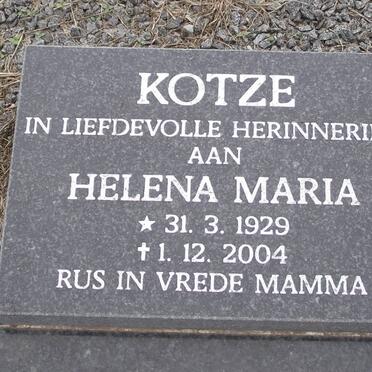 KOTZE
IN LIEFDEVOLLE HERINNERI
AAN
HELENA MARIA
★ 31. 3. 1929
✝ 1. 12. 2004
RUS IN VREDE MAMMA